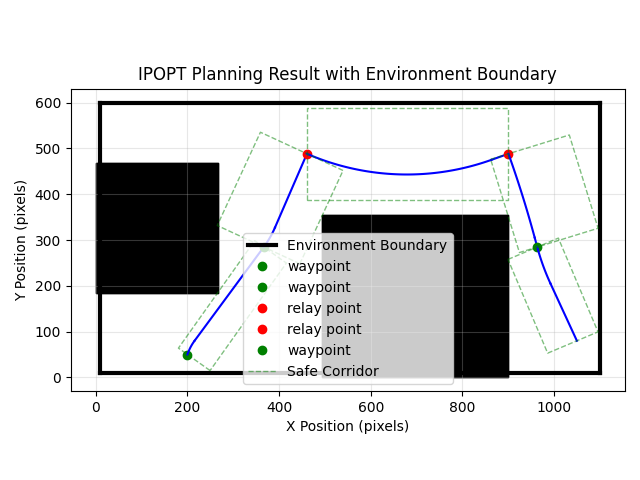 IPOPT Planning Result with Environment Boundary
Y Position (pixels)
600
500
400
300
200
100
0
Environment Boundary
waypoint
waypoint
relay point
relay point
waypoint
Safe Corridor
0 200 400 600 800 1000
X Position (pixels)